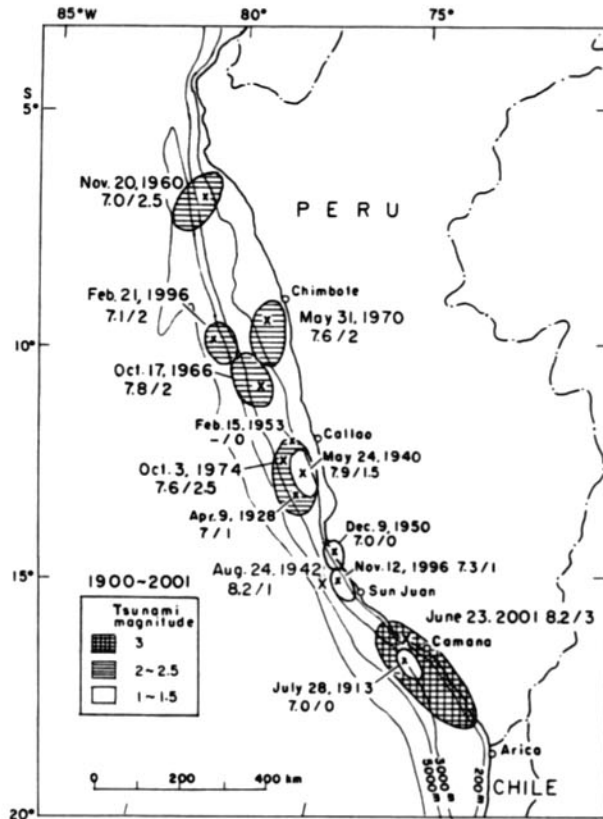 85°W
80°
75°
S
5°
Nov. 20, 1960
7.0/2.5
PERU
Chimbote
Feb. 21, 1996
7.1/2
May 31, 1970
7.6/2
10°
Oct. 17, 1966
7.8/2
Feb. 15, 1953
-/0
Callao
May 24, 1940
7.9/1.5
Oct. 3, 1974
7.6/2.5
Apr. 9, 1928
7/1
Dec. 9, 1950
7.0/0
Nov. 12, 1996 7.3/1
Aug. 24, 1942
8.2/1
San Juan
15°
1900~2001
Tsunami
magnitude
3
2~2.5
1~1.5
June 23. 2001 8.2/3
Camana
July 28, 1913
7.0/0
Arica
0 200 400 km
5000m
3000m
200m
CHILE
20°